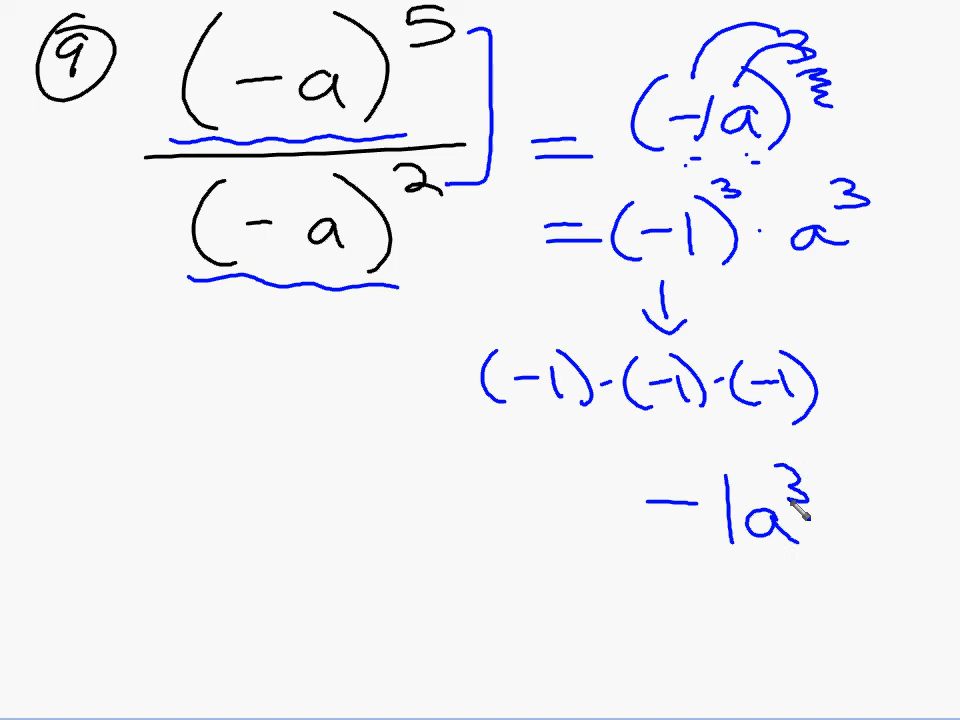 9
(-a)^5
(-a)^2
= (-1a)^3
= (-1)^3 · a^3
↓
(-1)·(-1)·(-1)
-1a^3